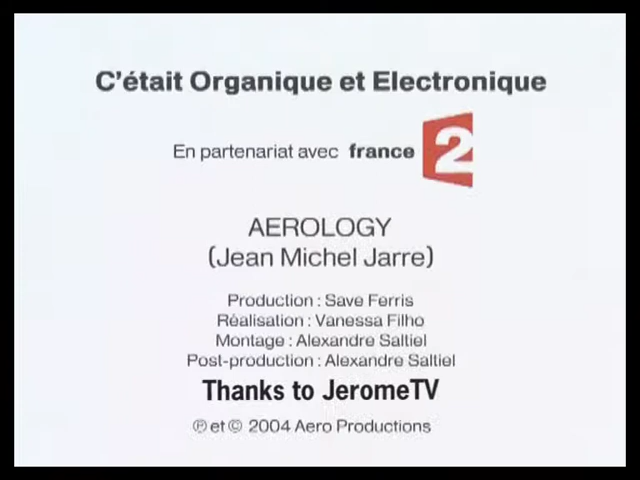 C'était Organique et Electronique
En partenariat avec france 2
AEROLOGY
(Jean Michel Jarre)
Production : Save Ferris
Réalisation : Vanessa Filho
Montage : Alexandre Saltiel
Post-production : Alexandre Saltiel
Thanks to JeromeTV
℗ et © 2004 Aero Productions